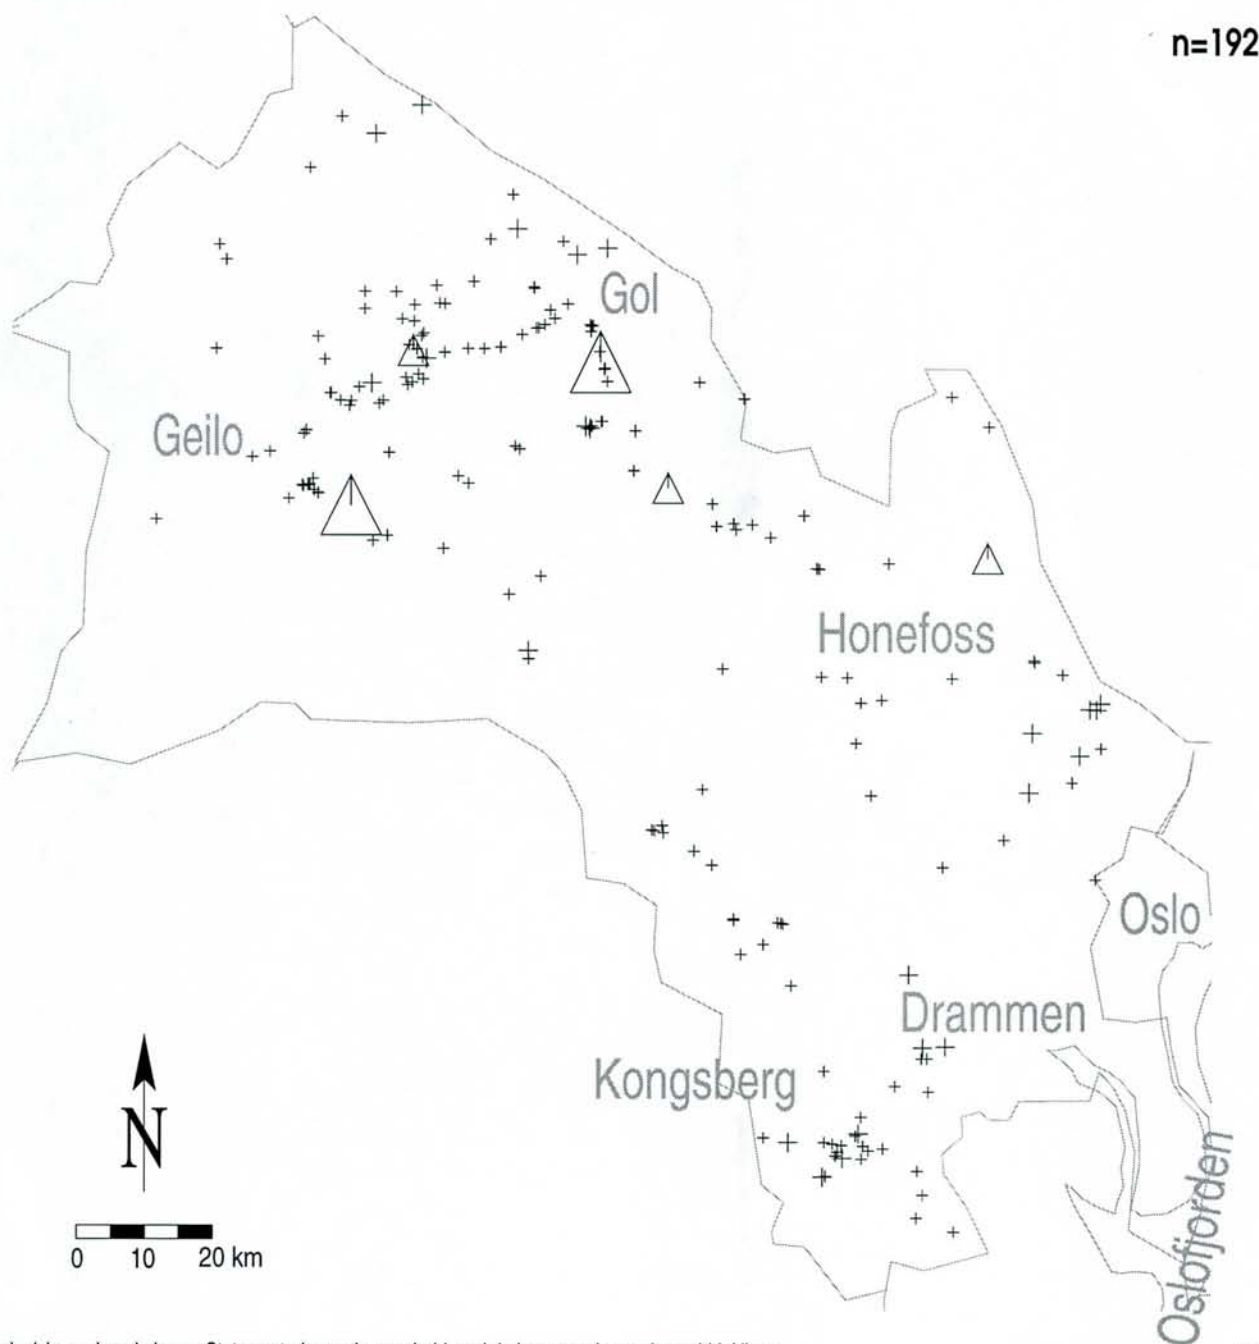 n=192
Gol
Geilo
Honefoss
Oslo
Drammen
Kongsberg
N
0 10 20 km
Oslofjorden